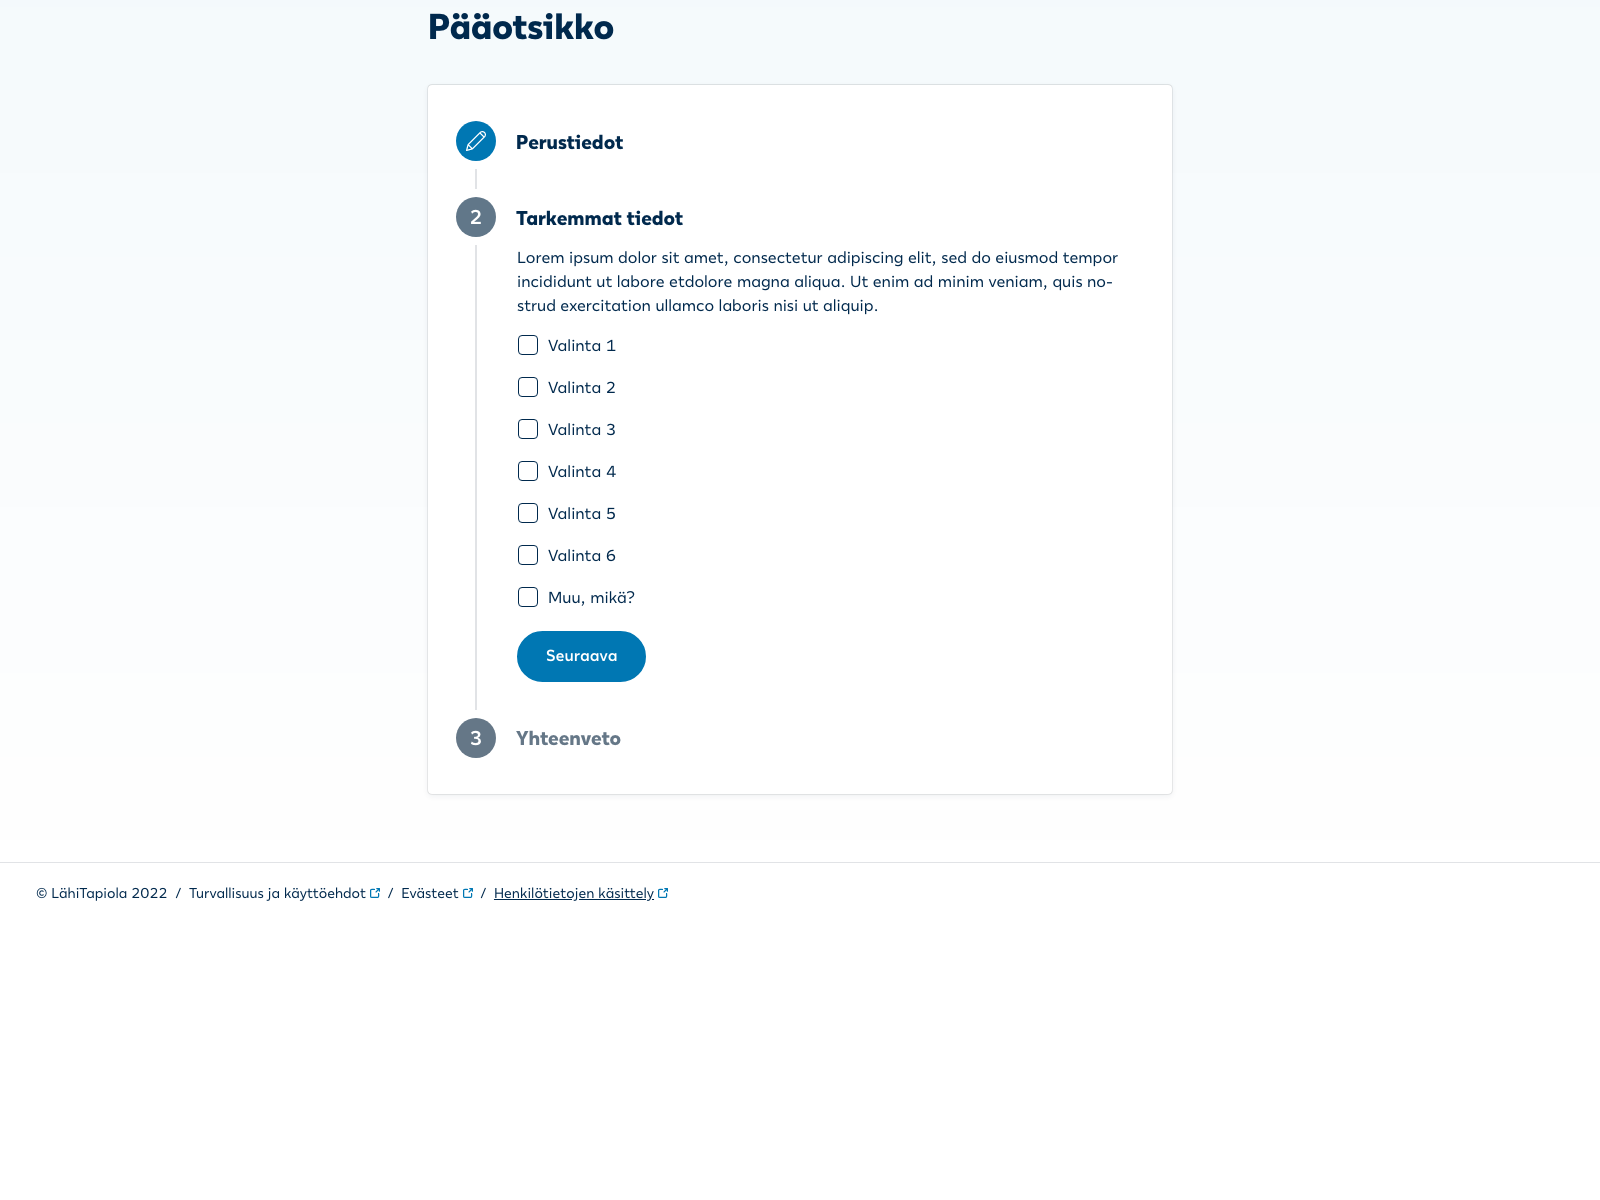 Pääotsikko
Perustiedot
2
Tarkemmat tiedot
Lorem ipsum dolor sit amet, consectetur adipiscing elit, sed do eiusmod tempor
incididunt ut labore etdolore magna aliqua. Ut enim ad minim veniam, quis no-
strud exercitation ullamco laboris nisi ut aliquip.
Valinta 1
Valinta 2
Valinta 3
Valinta 4
Valinta 5
Valinta 6
Muu, mikä?
Seuraava
3
Yhteenveto
© LähiTapiola 2022 / Turvallisuus ja käyttöehdot / Evästeet / Henkilötietojen käsittely